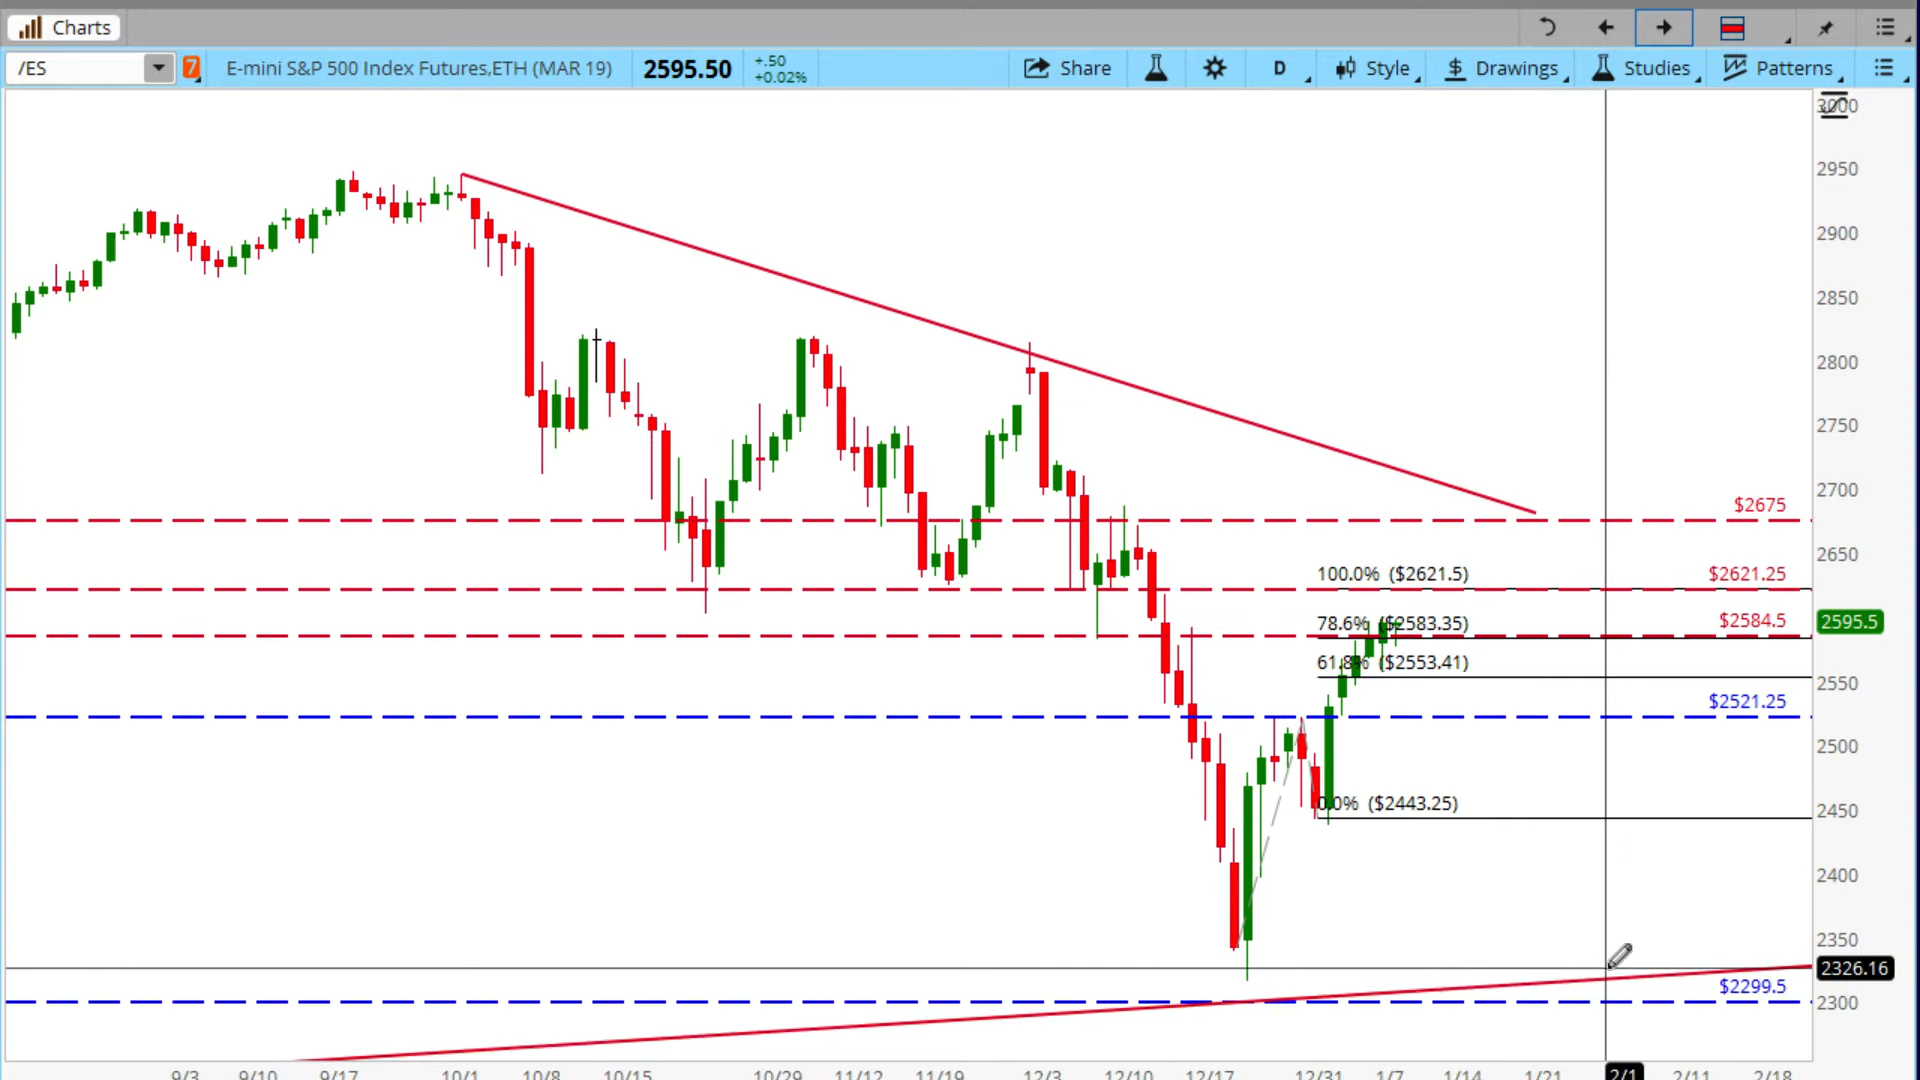 Charts
/ES
7
E-mini S&P 500 Index Futures,ETH (MAR 19)
2595.50
+.50
+0.02%
Share
D
Style
$ Drawings
Studies
Patterns
3000
2950
2900
2850
2800
2750
2700
$2675
2650
100.0% ($2621.5)
$2621.25
78.6% ($2583.35)
$2584.5
2595.5
61.8% ($2553.41)
2550
$2521.25
2500
0.0% ($2443.25)
2450
2400
2350
2326.16
$2299.5
2300
9/3 9/10 9/17 10/1 10/8 10/15 10/29 11/12 11/19 12/3 12/10 12/17 12/31 1/7 1/14 1/21 2/1 2/11 2/18